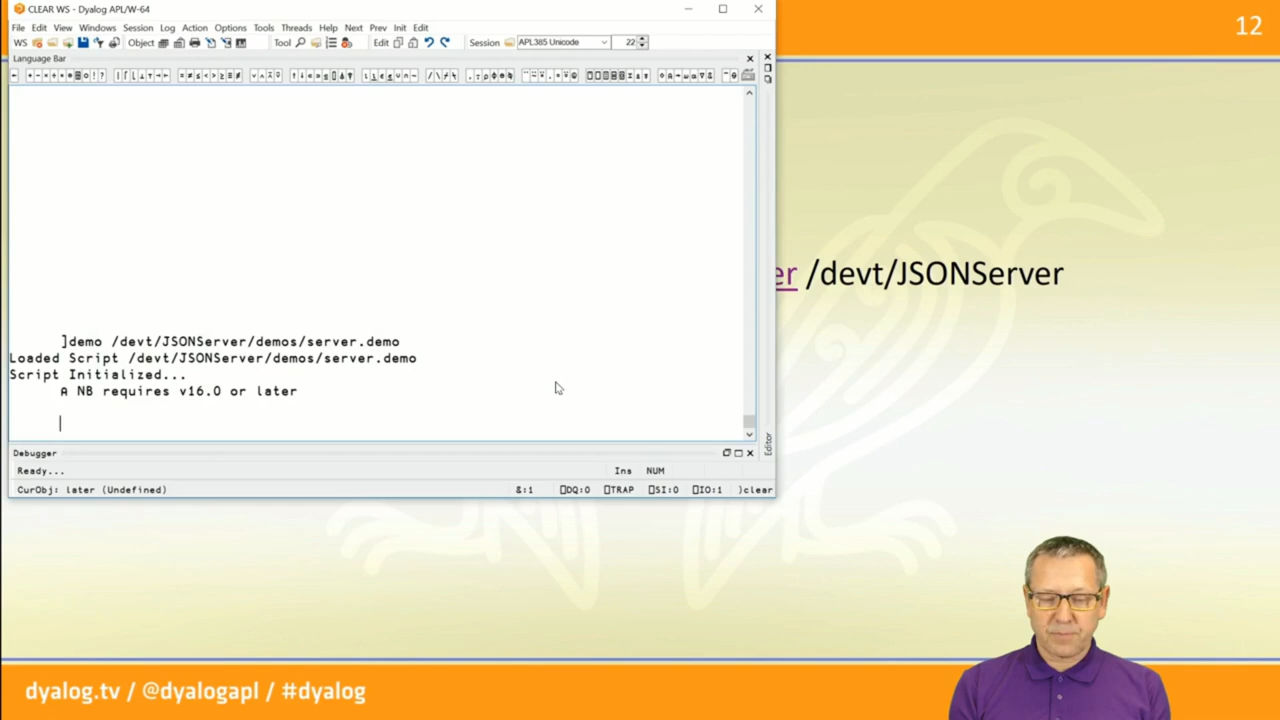 CLEAR WS - Dyalog APL/W-64
12
File Edit View Windows Session Log Action Options Tools Threads Help Next Prev Init Edit
WS Object Tool Edit Session APL385 Unicode 22
Language Bar
]demo /devt/JSONServer/demos/server.demo
Loaded Script /devt/JSONServer/demos/server.demo
Script Initialized...
⍝ NB requires v16.0 or later
er /devt/JSONServer
Editor
Debugger
Ready... Ins NUM
CurObj: later (Undefined) &:1 ⎕DQ:0 ⎕TRAP ⎕SI:0 ⎕IO:1 )clear
dyalog.tv / @dyalogapl / #dyalog